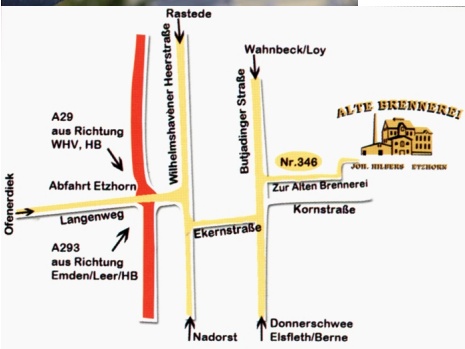 Rastede
Wahnbeck/Loy
Wilhelmshavener Heerstraße
Butjadinger Straße
ALTE BRENNEREI
JOH. HILBERS ETZHORN
A29
aus Richtung
WHV, HB
Nr.346
Abfahrt Etzhorn
Zur Alten Brennerei
Ofenerdiek
Langenweg
Kornstraße
Ekernstraße
A293
aus Richtung
Emden/Leer/HB
Nadorst
Donnerschwee
Elsfleth/Berne